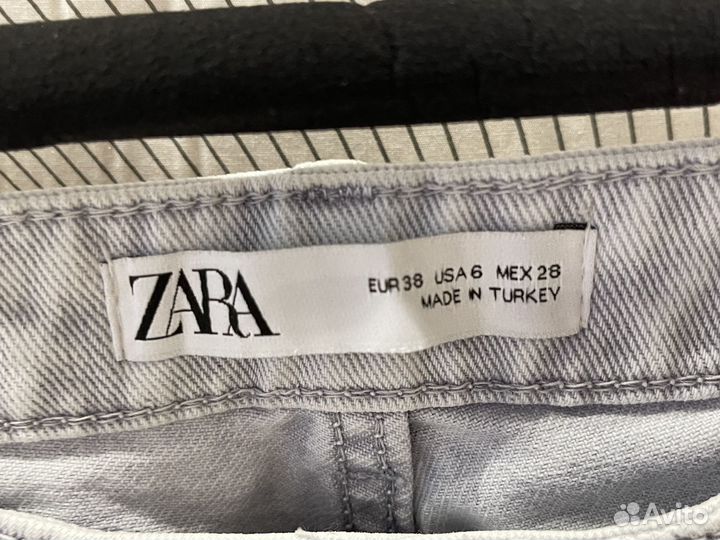 ZARA
EUR 38 USA 6 MEX 28
MADE IN TURKEY
Avito